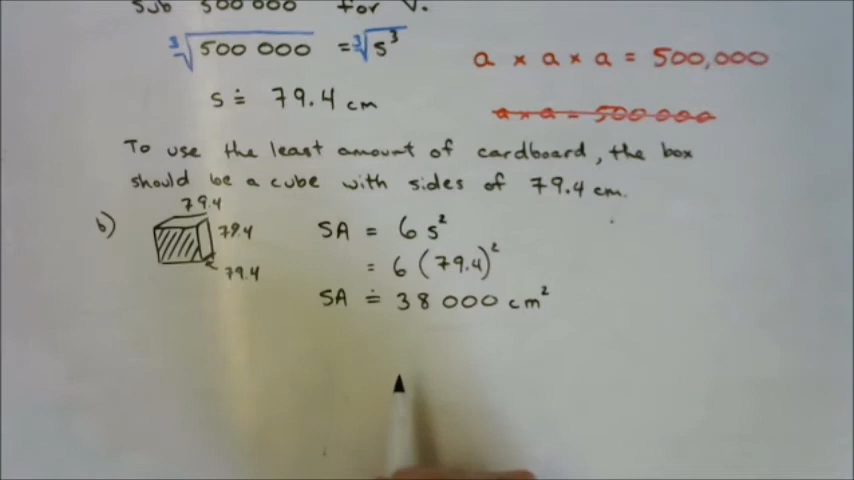 Sub 500 000 for V.
∛500 000 = ∛s³
a × a × a = 500,000
s ≐ 79.4 cm
a × a = 500 000
To use the least amount of cardboard, the box
should be a cube with sides of 79.4 cm.
79.4
b)
79.4
79.4
SA = 6 s²
= 6 (79.4)²
SA ≐ 38 000 cm²